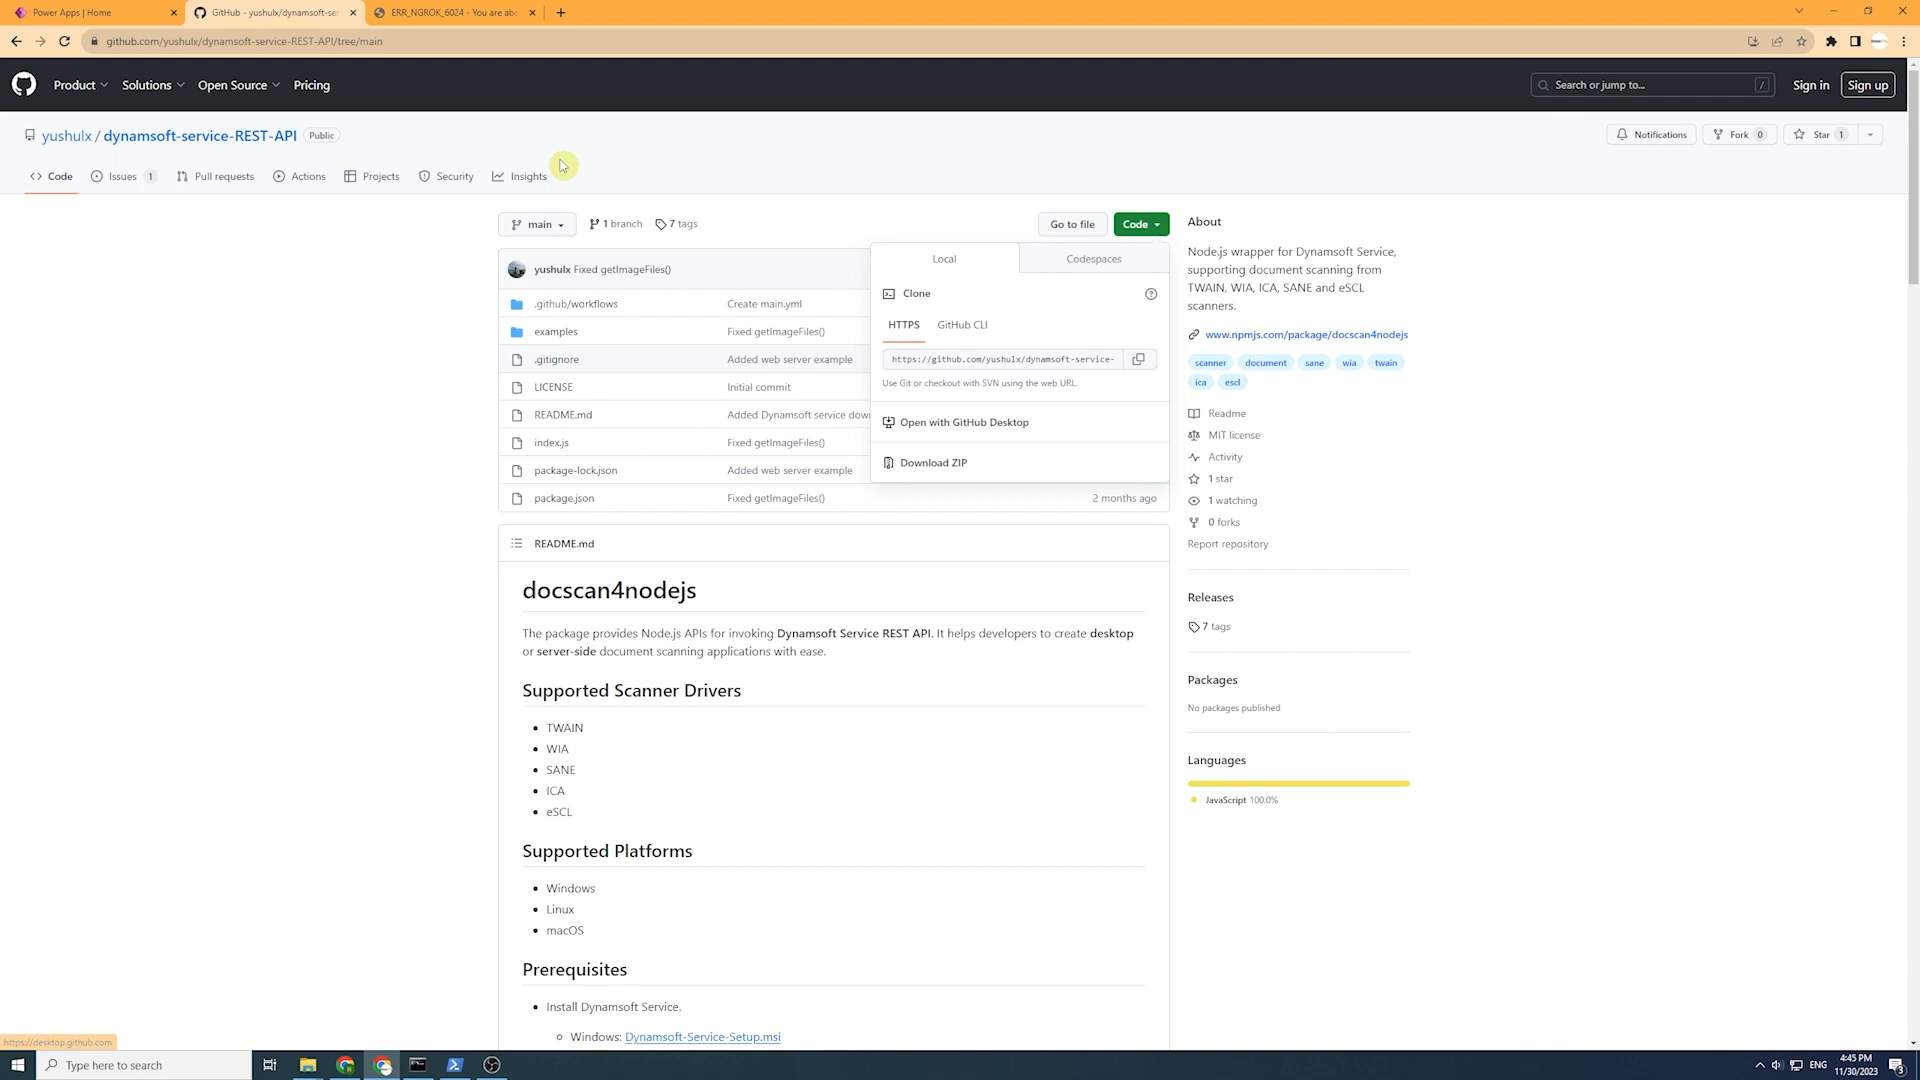 Power Apps | Home
GitHub - yushulx/dynamsoft-ser
ERR_NGROK_6024 - You are abo
github.com/yushulx/dynamsoft-service-REST-API/tree/main
Product
Solutions
Open Source
Pricing
Search or jump to...
/
Sign in
Sign up
yushulx / dynamsoft-service-REST-API
Public
Notifications
Fork 0
Star 1
Code
Issues 1
Pull requests
Actions
Projects
Security
Insights
main
1 branch
7 tags
Go to file
Code
yushulx Fixed getImageFiles()
.github/workflows
Create main.yml
examples
Fixed getImageFiles()
.gitignore
Added web server example
LICENSE
Initial commit
README.md
Added Dynamsoft service dow
index.js
Fixed getImageFiles()
package-lock.json
Added web server example
package.json
Fixed getImageFiles()
2 months ago
Local
Codespaces
Clone
HTTPS
GitHub CLI
https://github.com/yushulx/dynamsoft-service-
Use Git or checkout with SVN using the web URL.
Open with GitHub Desktop
Download ZIP
README.md
docscan4nodejs
The package provides Node.js APIs for invoking Dynamsoft Service REST API. It helps developers to create desktop
or server-side document scanning applications with ease.
Supported Scanner Drivers
TWAIN
WIA
SANE
ICA
eSCL
Supported Platforms
Windows
Linux
macOS
Prerequisites
Install Dynamsoft Service.
Windows: Dynamsoft-Service-Setup.msi
About
Node.js wrapper for Dynamsoft Service,
supporting document scanning from
TWAIN, WIA, ICA, SANE and eSCL
scanners.
www.npmjs.com/package/docscan4nodejs
scanner document sane wia twain
ica escl
Readme
MIT license
Activity
1 star
1 watching
0 forks
Report repository
Releases
7 tags
Packages
No packages published
Languages
JavaScript 100.0%
https://desktop.github.com
Type here to search
ENG
4:45 PM
11/30/2023
3